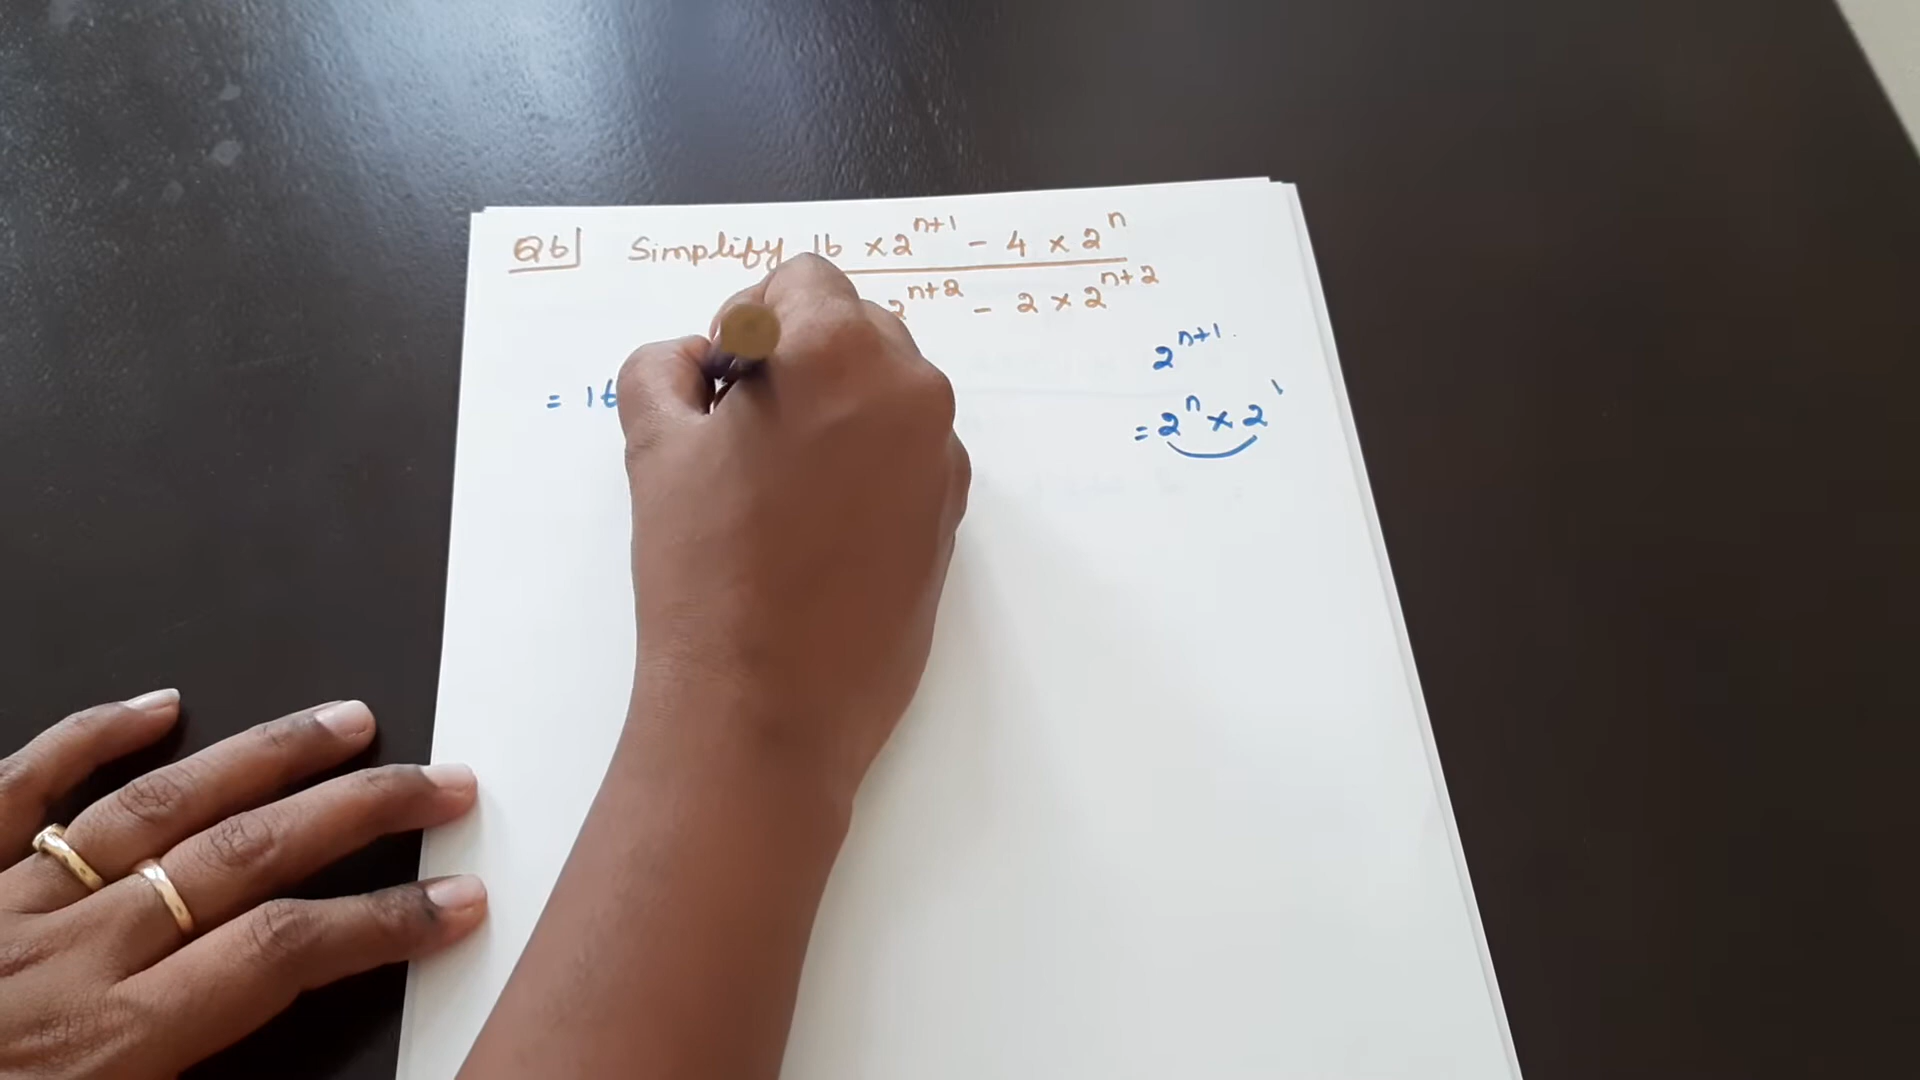 Q6 Simplify 16 × 2^{n+1} - 4 × 2^n
2^{n+2} - 2 × 2^{n+2}
2^{n+1}
= 16
= 2^n × 2^1